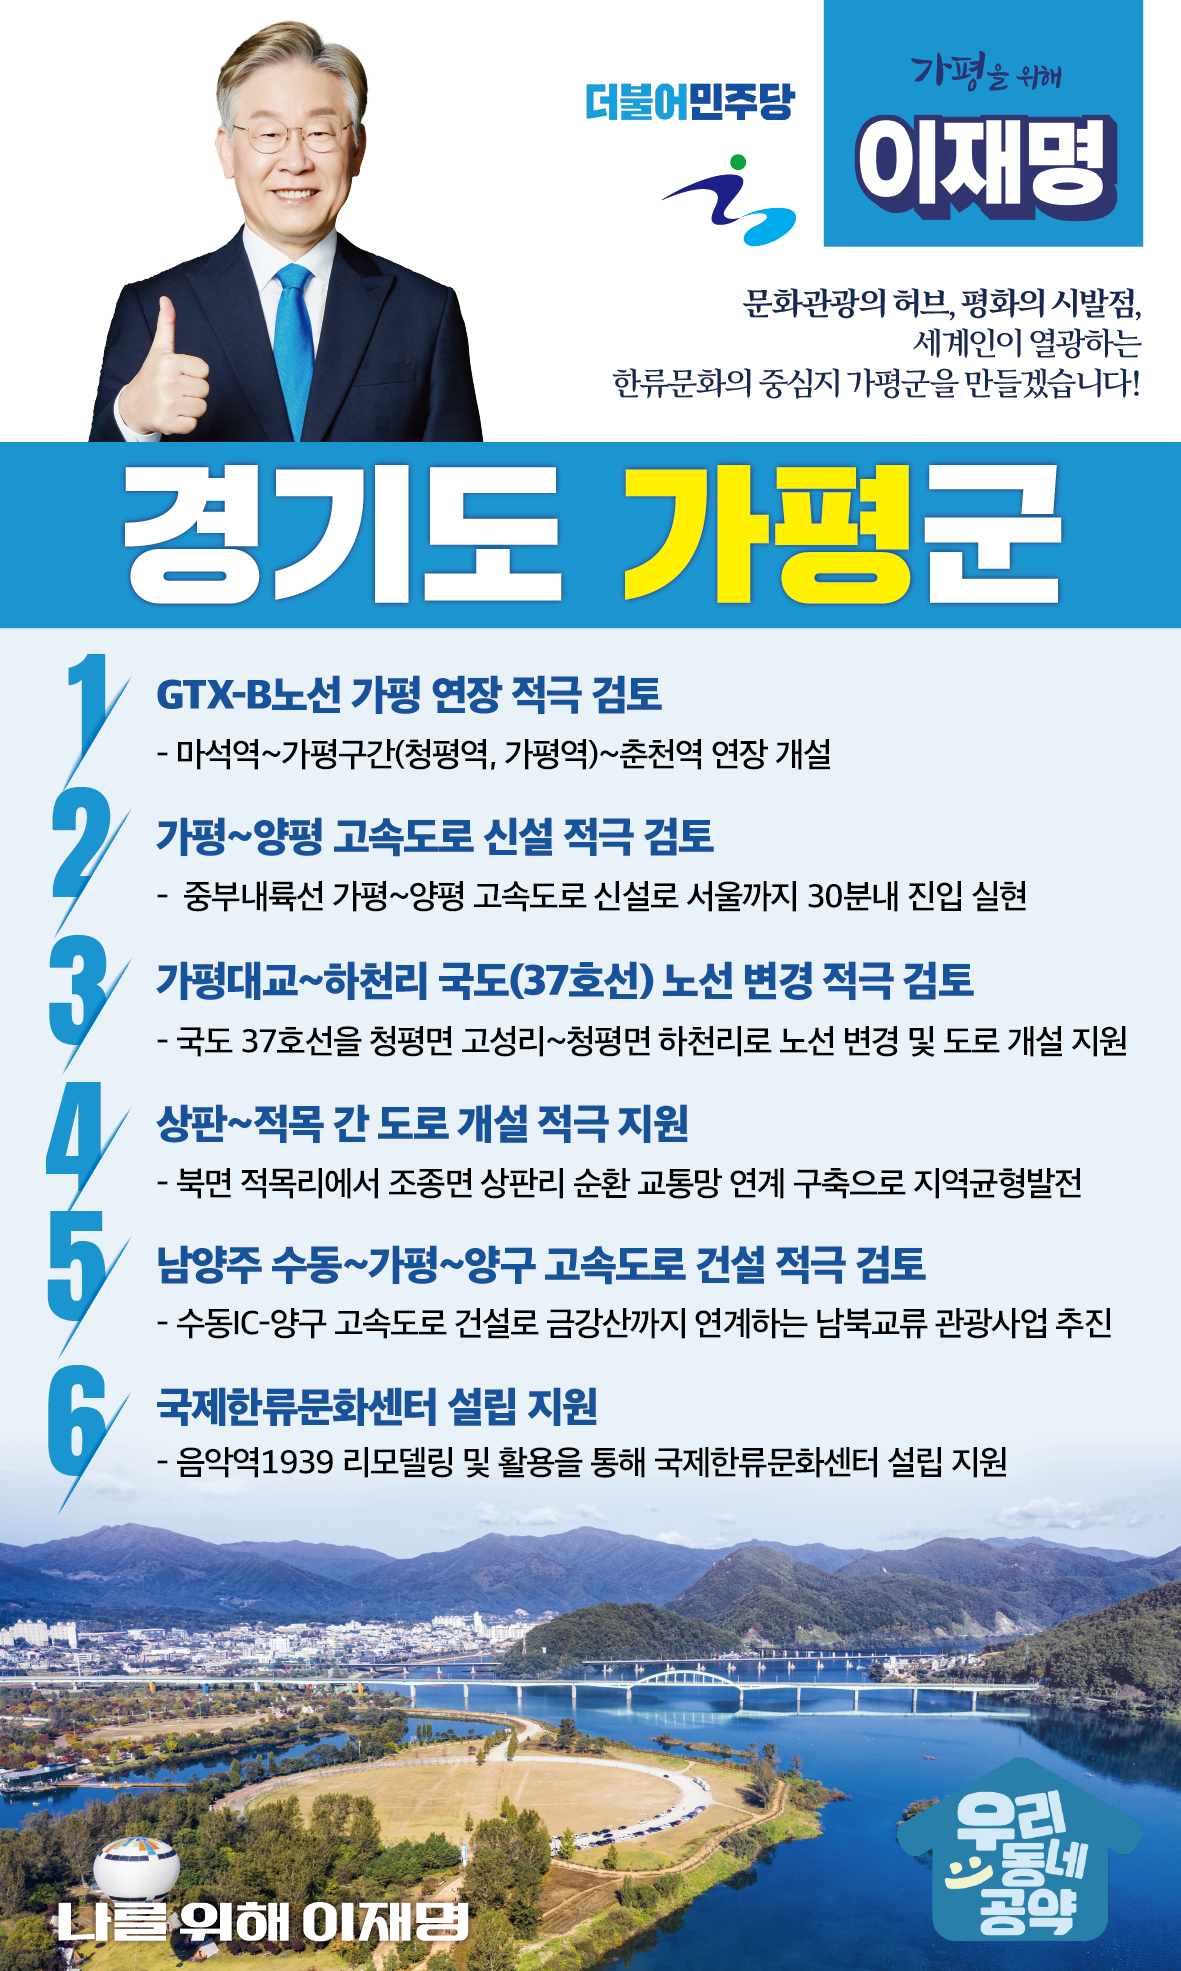 더불어민주당
가평을 위해
이재명
문화관광의 허브, 평화의 시발점,
세계인이 열광하는
한류문화의 중심지 가평군을 만들겠습니다!
경기도 가평군
1
GTX-B노선 가평 연장 적극 검토
- 마석역~가평구간(청평역, 가평역)~춘천역 연장 개설
2
가평~양평 고속도로 신설 적극 검토
- 중부내륙선 가평~양평 고속도로 신설로 서울까지 30분내 진입 실현
3
가평대교~하천리 국도(37호선) 노선 변경 적극 검토
- 국도 37호선을 청평면 고성리~청평면 하천리로 노선 변경 및 도로 개설 지원
4
상판~적목 간 도로 개설 적극 지원
- 북면 적목리에서 조종면 상판리 순환 교통망 연계 구축으로 지역균형발전
5
남양주 수동~가평~양구 고속도로 건설 적극 검토
- 수동IC-양구 고속도로 건설로 금강산까지 연계하는 남북교류 관광사업 추진
6
국제한류문화센터 설립 지원
- 음악역1939 리모델링 및 활용을 통해 국제한류문화센터 설립 지원
나를 위해 이재명
우리
동네
공약